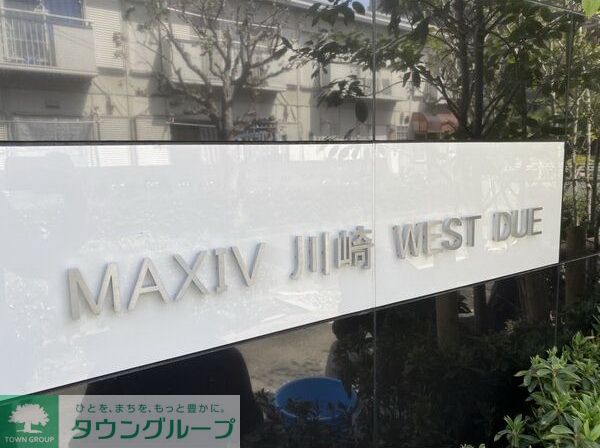 MAXIV 川崎 WEST DUE
ひとを、まちを、もっと豊かに。
タウングループ
TOWN GROUP